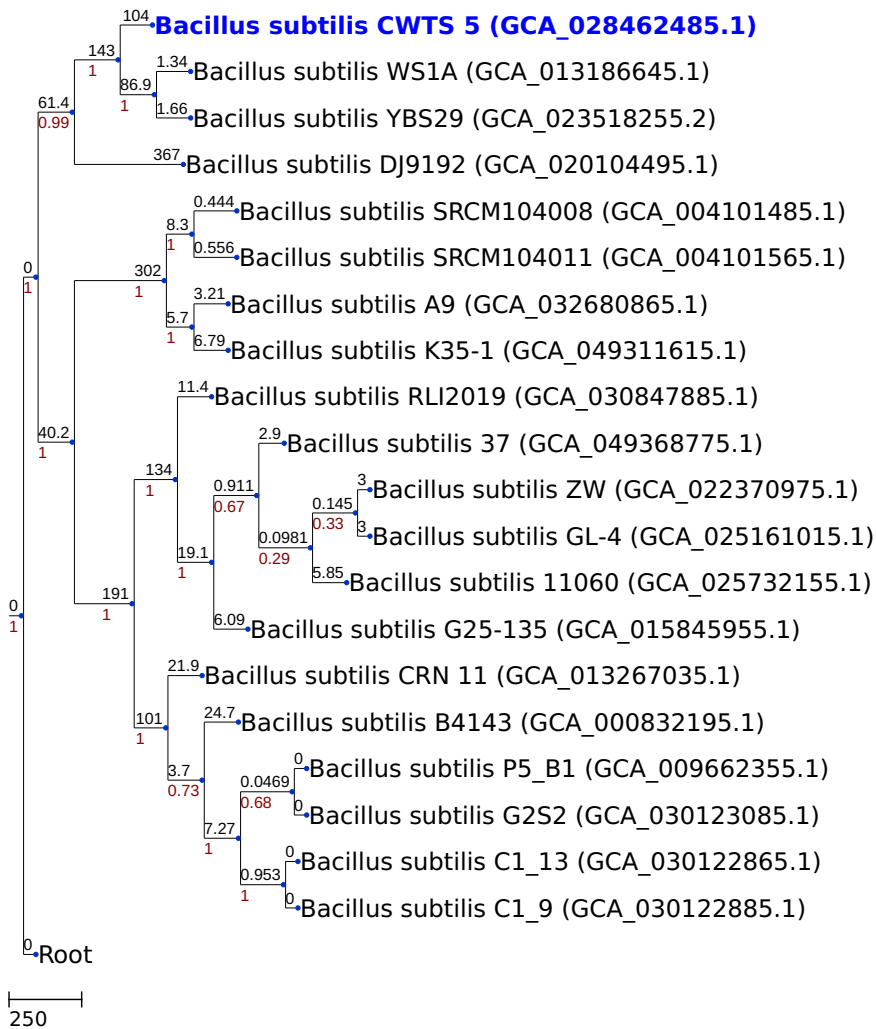 104
Bacillus subtilis CWTS 5 (GCA_028462485.1)
143
1
1.34
Bacillus subtilis WS1A (GCA_013186645.1)
86.9
1
61.4
0.99
1.66
Bacillus subtilis YBS29 (GCA_023518255.2)
367
Bacillus subtilis DJ9192 (GCA_020104495.1)
0.444
Bacillus subtilis SRCM104008 (GCA_004101485.1)
8.3
1
0.556
Bacillus subtilis SRCM104011 (GCA_004101565.1)
0
1
302
1
3.21
Bacillus subtilis A9 (GCA_032680865.1)
5.7
1
6.79
Bacillus subtilis K35-1 (GCA_049311615.1)
11.4
Bacillus subtilis RLI2019 (GCA_030847885.1)
40.2
1
2.9
Bacillus subtilis 37 (GCA_049368775.1)
134
1
0.911
0.67
3
Bacillus subtilis ZW (GCA_022370975.1)
0.145
0.33
3
Bacillus subtilis GL-4 (GCA_025161015.1)
0.0981
0.29
19.1
1
5.85
Bacillus subtilis 11060 (GCA_025732155.1)
191
1
0
1
6.09
Bacillus subtilis G25-135 (GCA_015845955.1)
21.9
Bacillus subtilis CRN 11 (GCA_013267035.1)
101
1
24.7
Bacillus subtilis B4143 (GCA_000832195.1)
3.7
0.73
0
Bacillus subtilis P5_B1 (GCA_009662355.1)
0.0469
0.68
0
Bacillus subtilis G2S2 (GCA_030123085.1)
7.27
1
0
Bacillus subtilis C1_13 (GCA_030122865.1)
0.953
1
0
Bacillus subtilis C1_9 (GCA_030122885.1)
0
Root
250